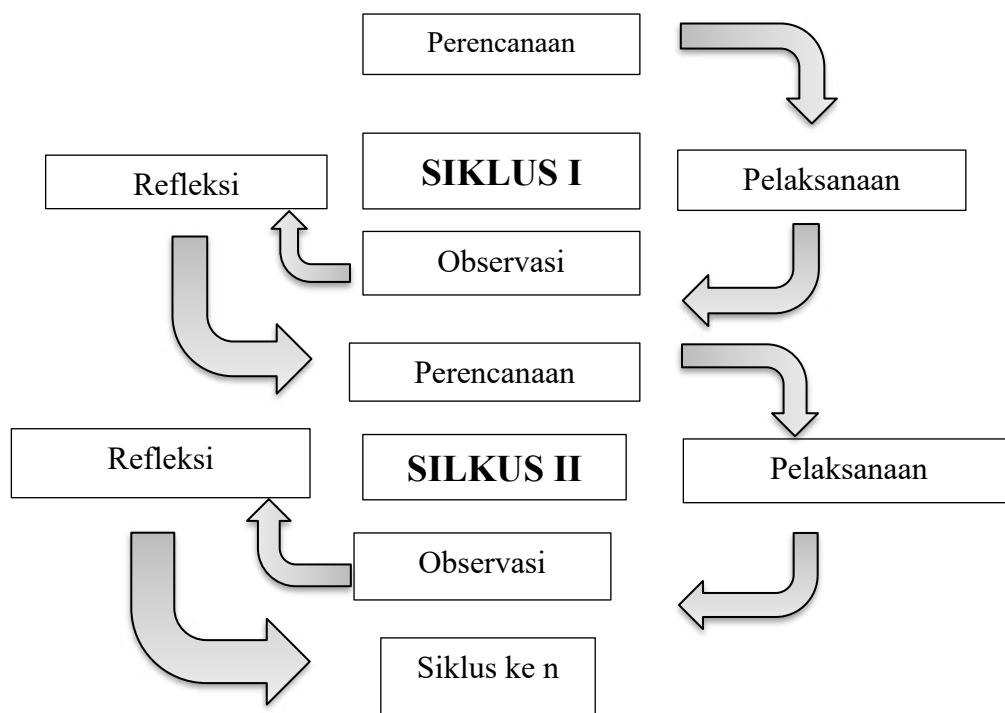 Perencanaan
SIKLUS I
Refleksi
Pelaksanaan
Observasi
Perencanaan
Refleksi
SILKUS II
Pelaksanaan
Observasi
Siklus ke n